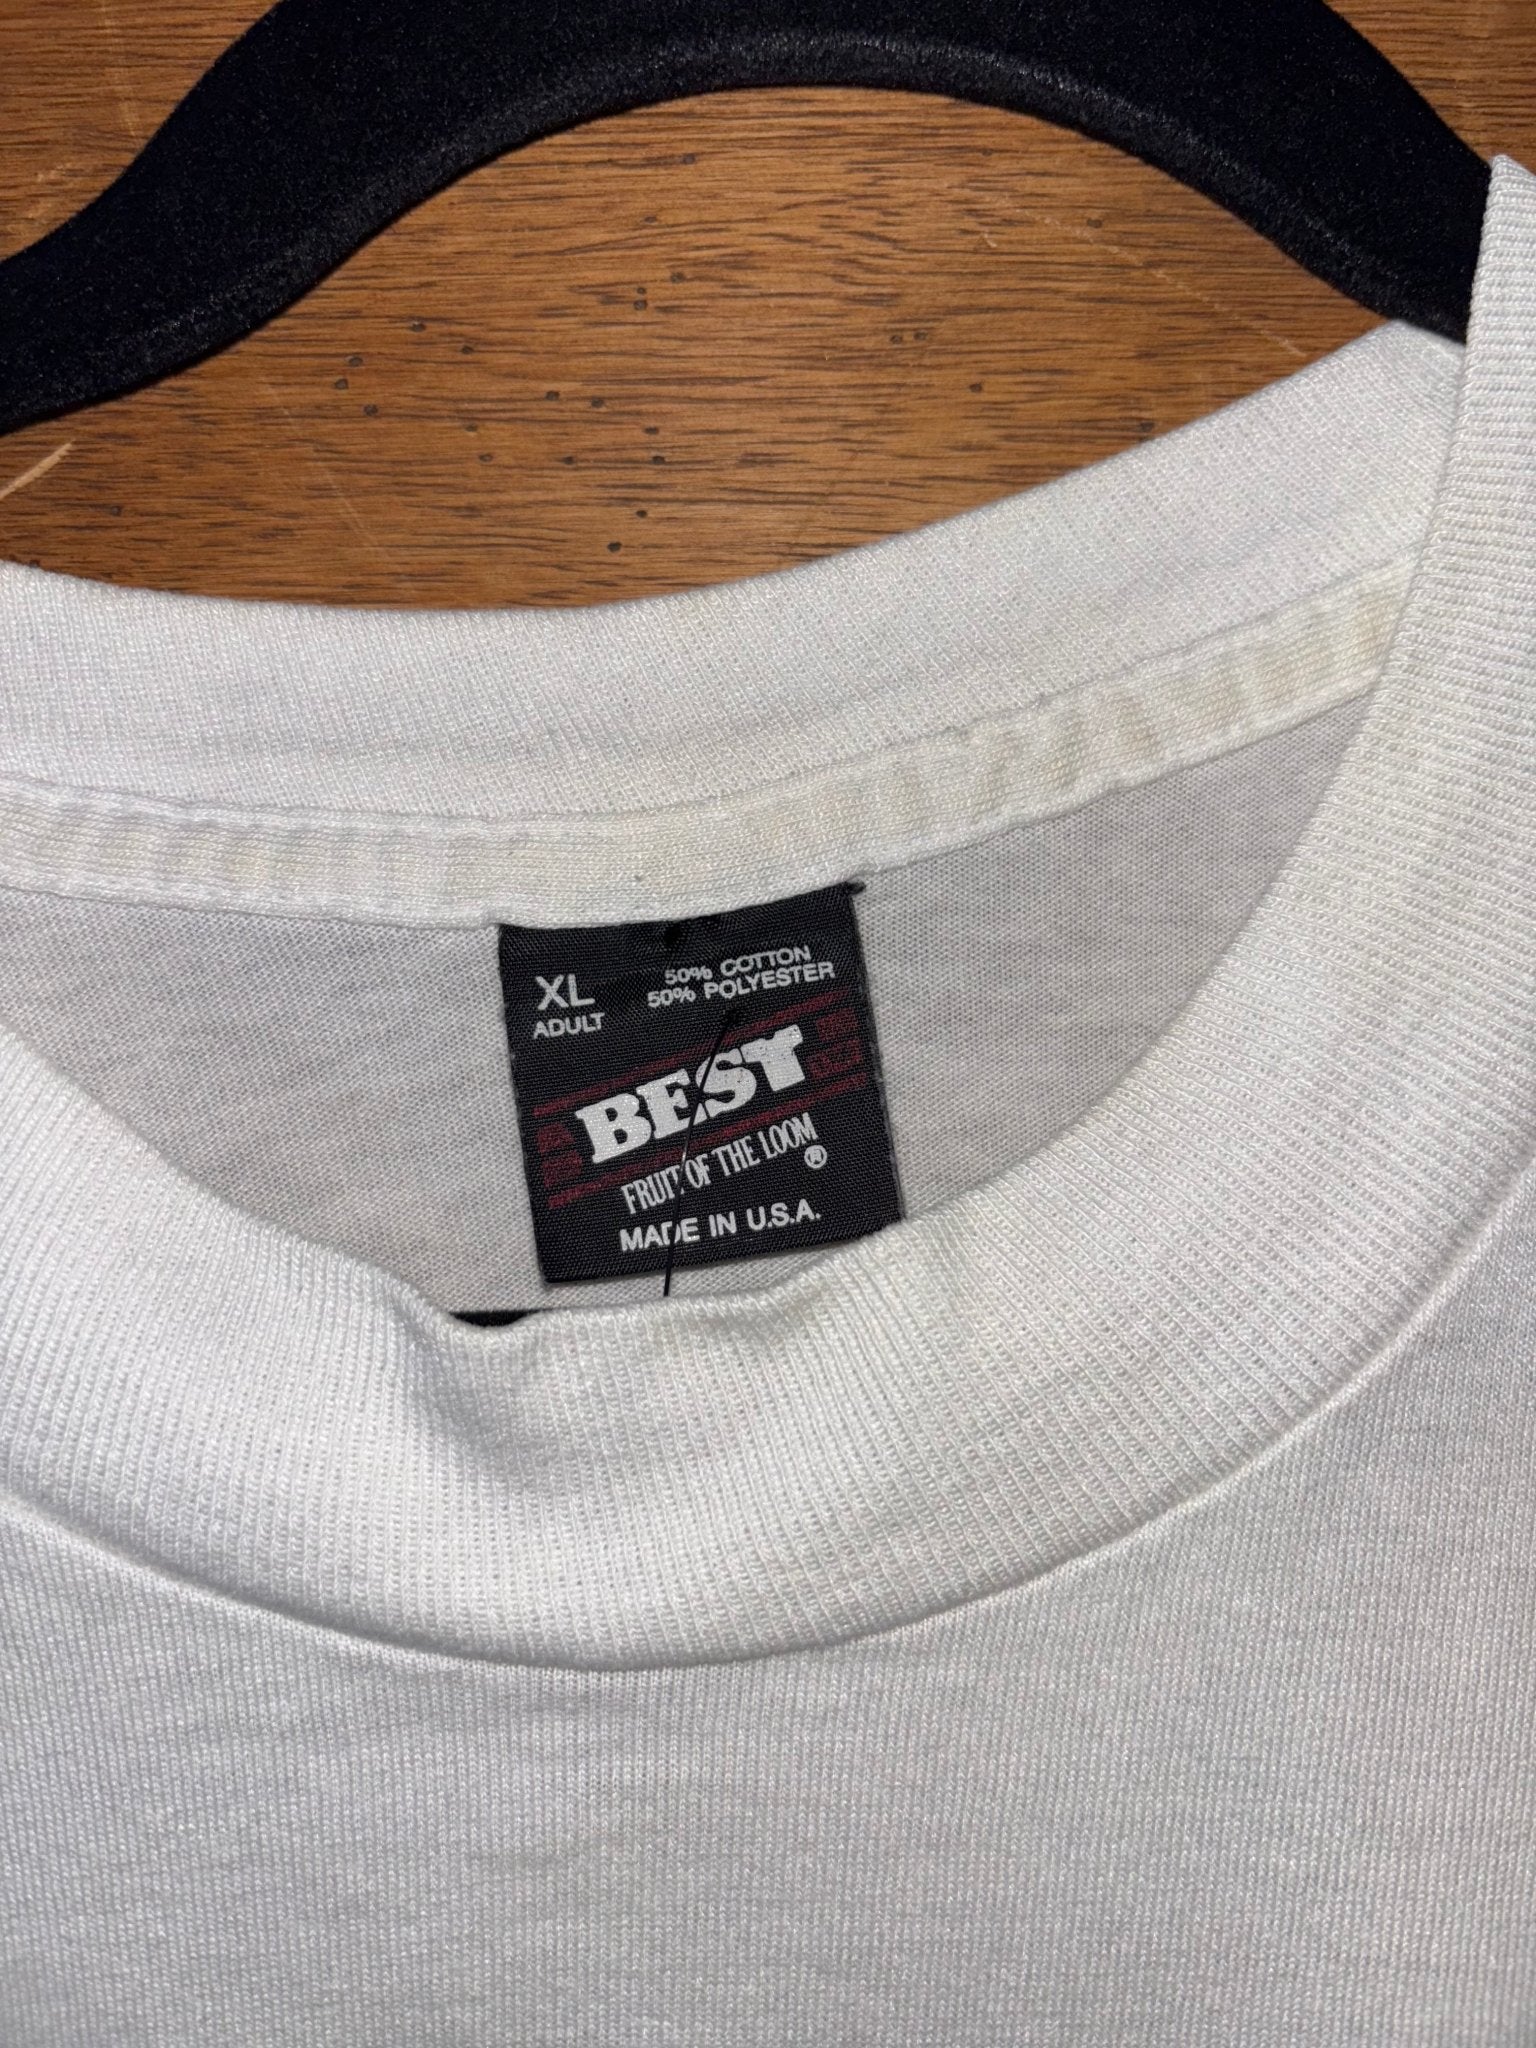 XL
ADULT
50% COTTON
50% POLYESTER
BEST
FRUIT OF THE LOOM
®
MADE IN U.S.A.